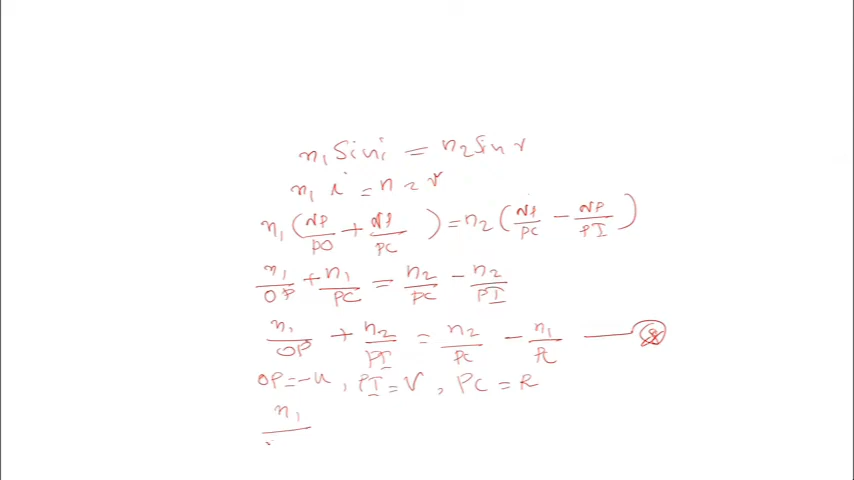 n₁ Sin i = n₂ Sin r
n₁ i = n₂ r
n₁ (NP/PO + NP/PC) = n₂ (NP/PC − NP/PI)
n₁/OP + n₁/PC = n₂/PC − n₂/PI
n₁/OP + n₂/PI = n₂/PC − n₁/PC
OP = −u, PI = V, PC = R
n₁